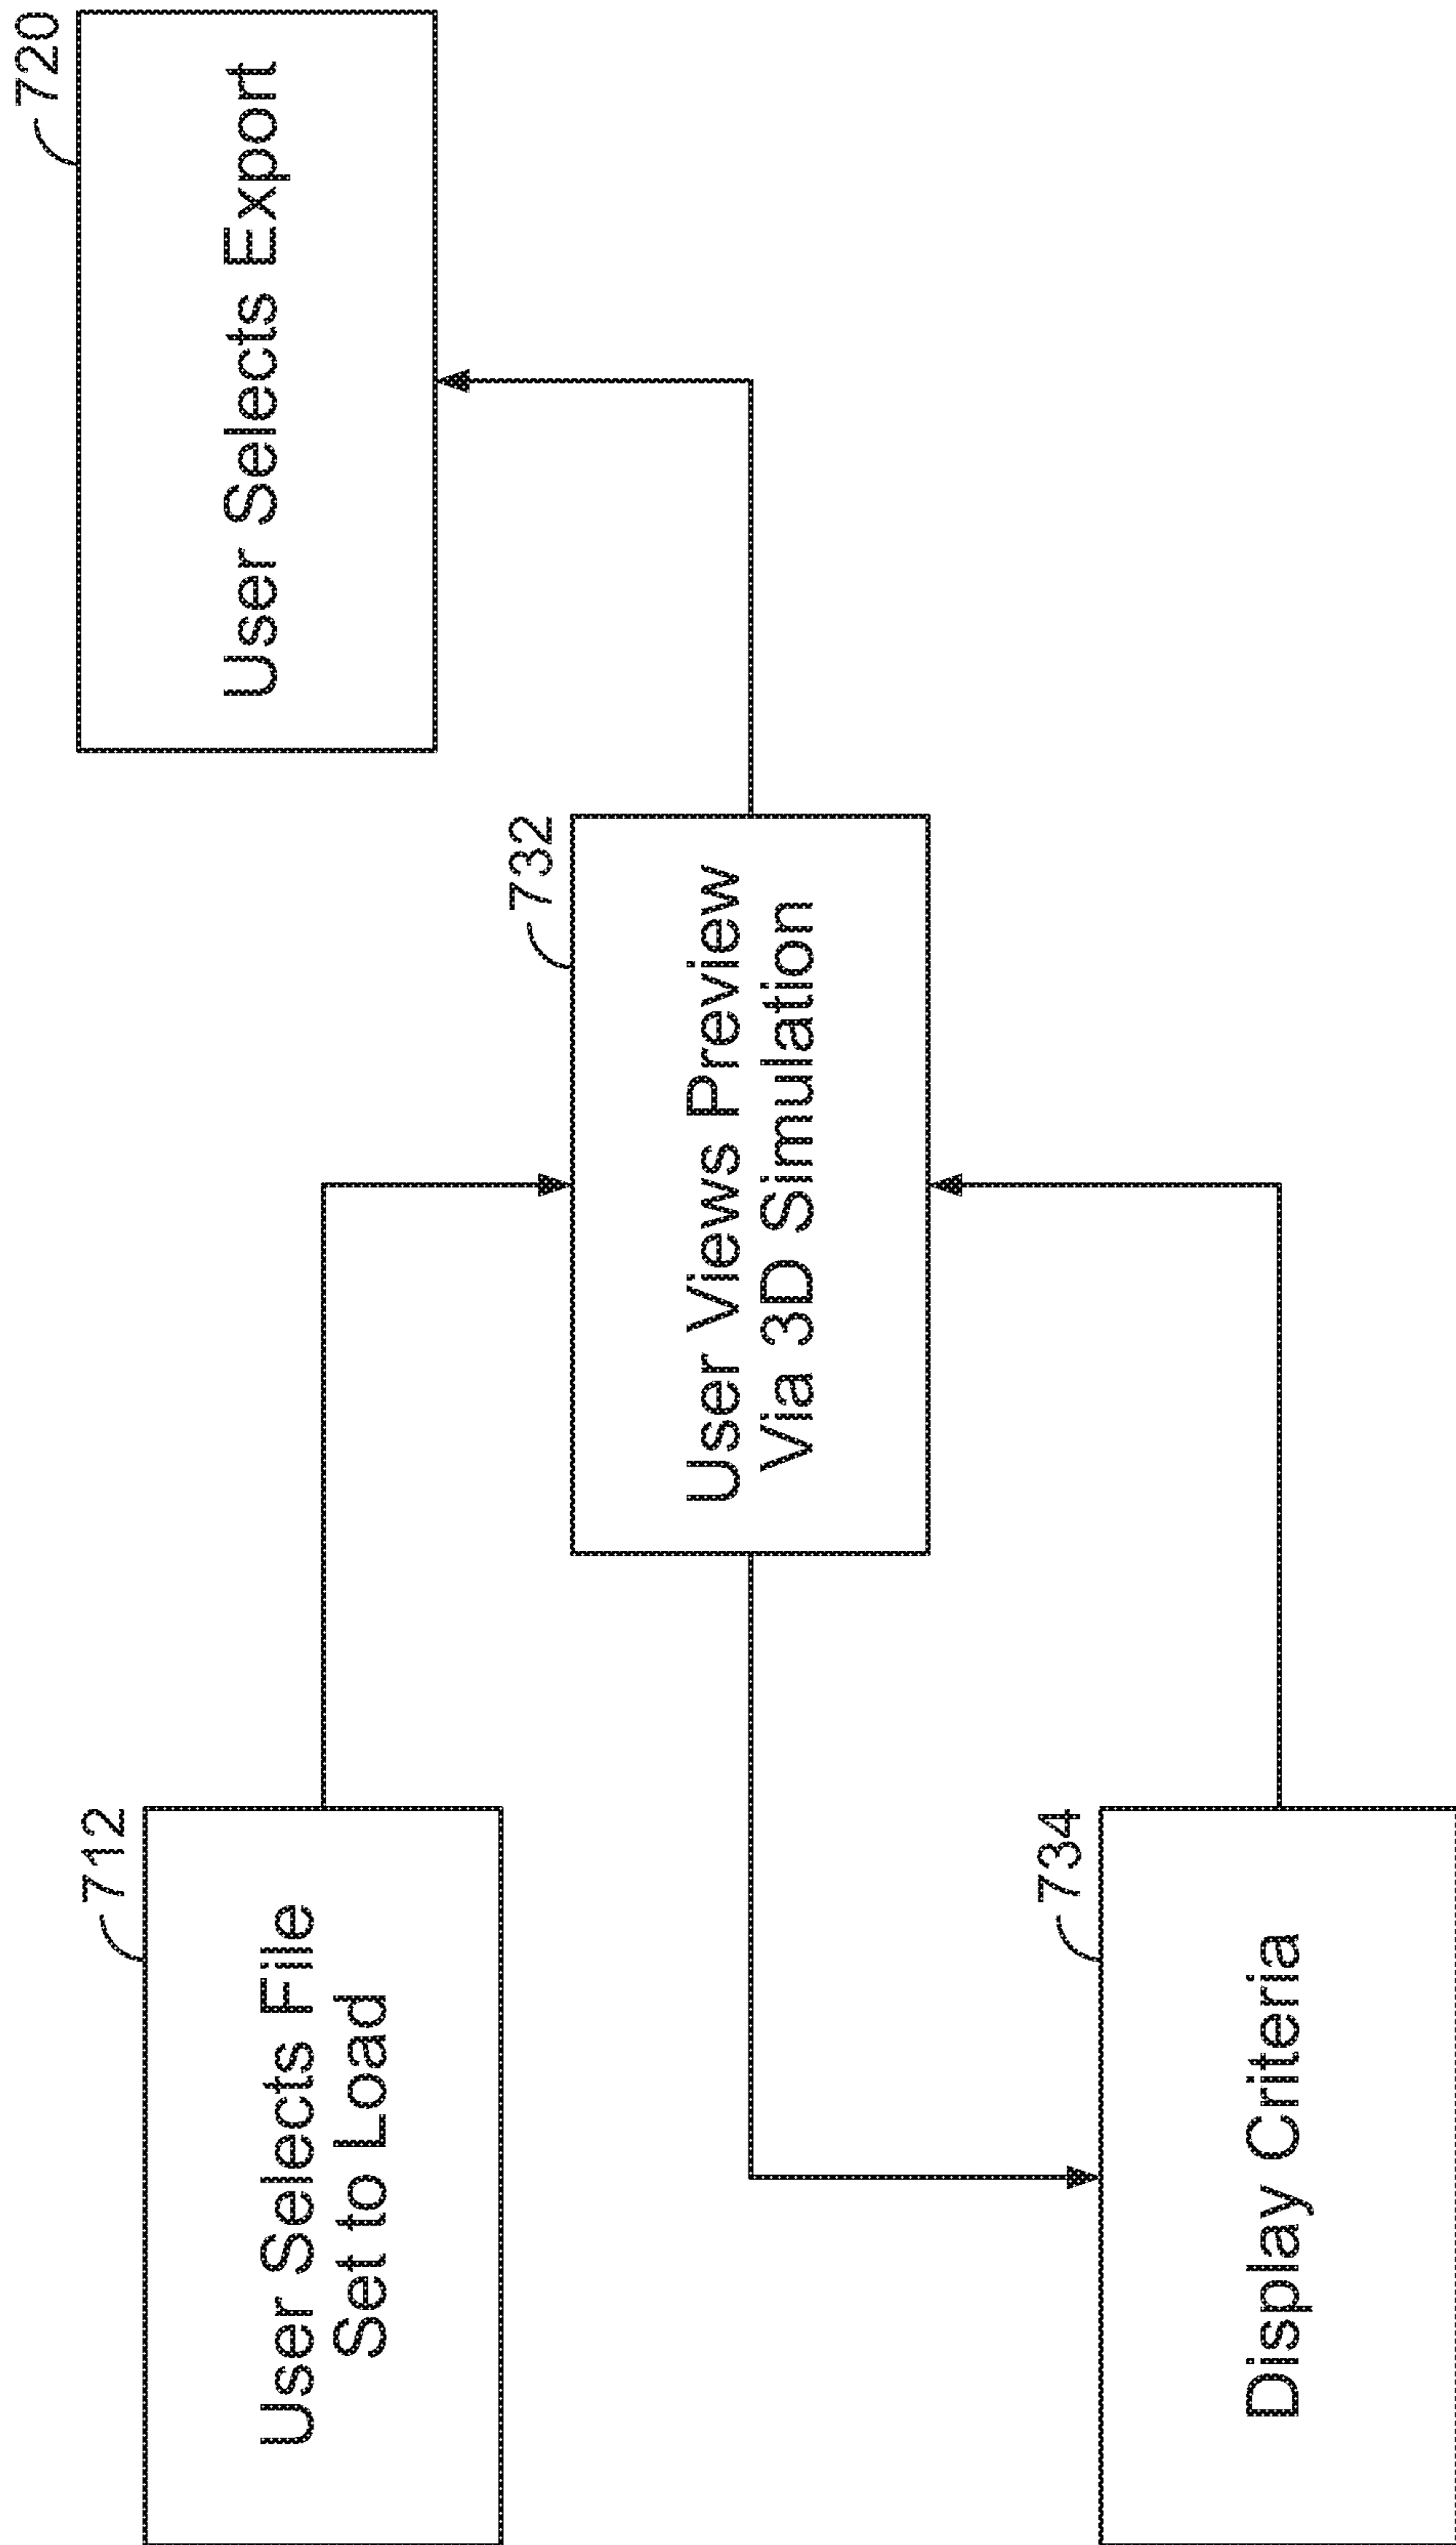 712
User Selects File
Set to Load
734
Display Criteria
732
User Views Preview
Via 3D Simulation
720
User Selects Export